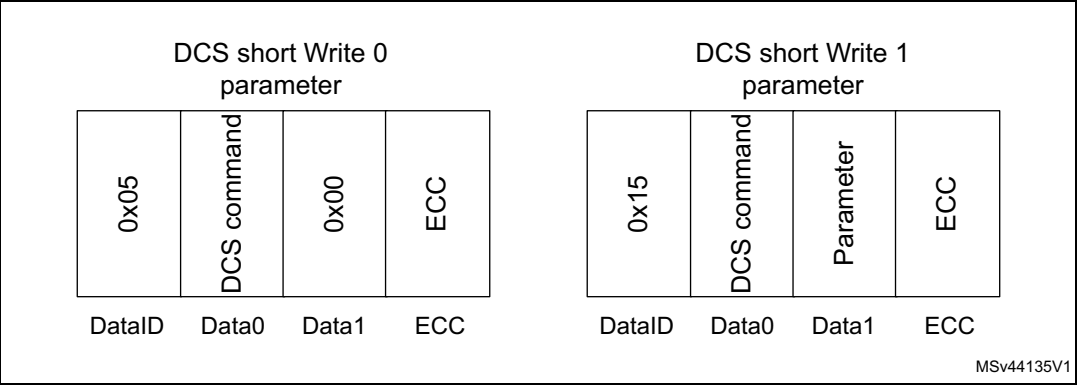 DCS short Write 0
parameter
0x05
DCS command
0x00
ECC
DataID
Data0
Data1
ECC
DCS short Write 1
parameter
0x15
DCS command
Parameter
ECC
DataID
Data0
Data1
ECC
MSv44135V1